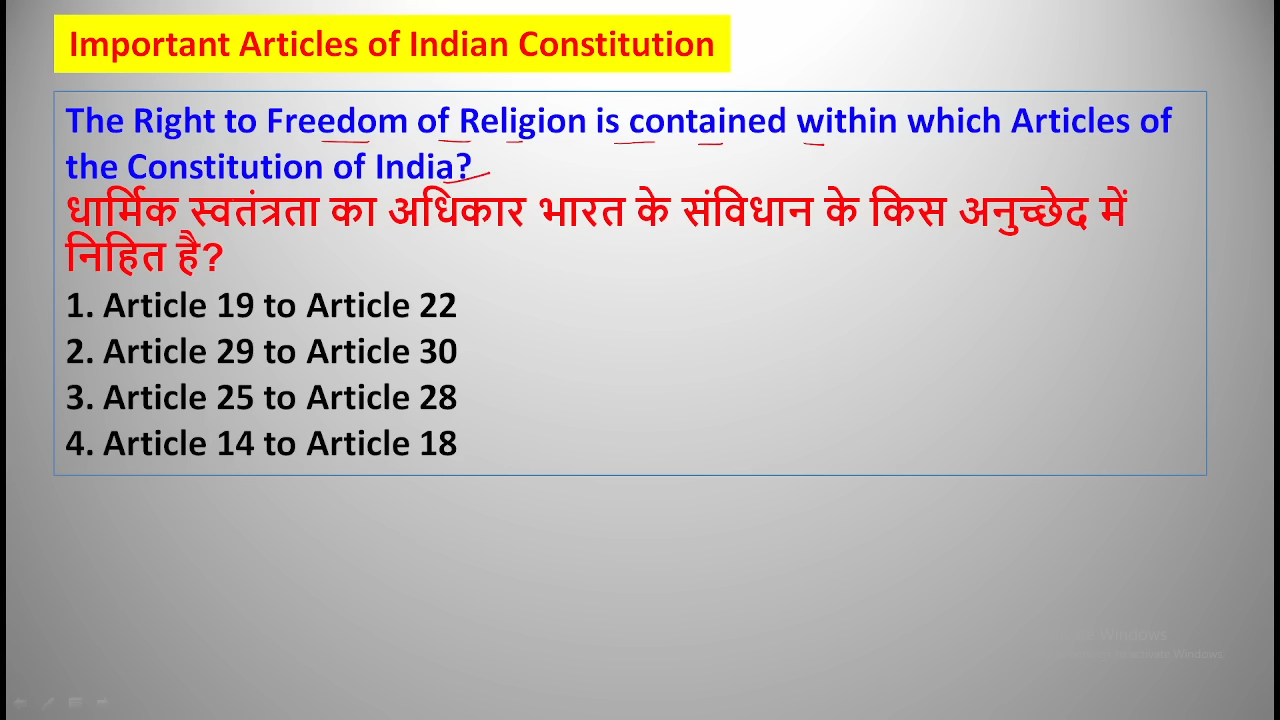 Important Articles of Indian Constitution
The Right to Freedom of Religion is contained within which Articles of
the Constitution of India?
धार्मिक स्वतंत्रता का अधिकार भारत के संविधान के किस अनुच्छेद में
निहित है?
1. Article 19 to Article 22
2. Article 29 to Article 30
3. Article 25 to Article 28
4. Article 14 to Article 18
Windows
Windows.